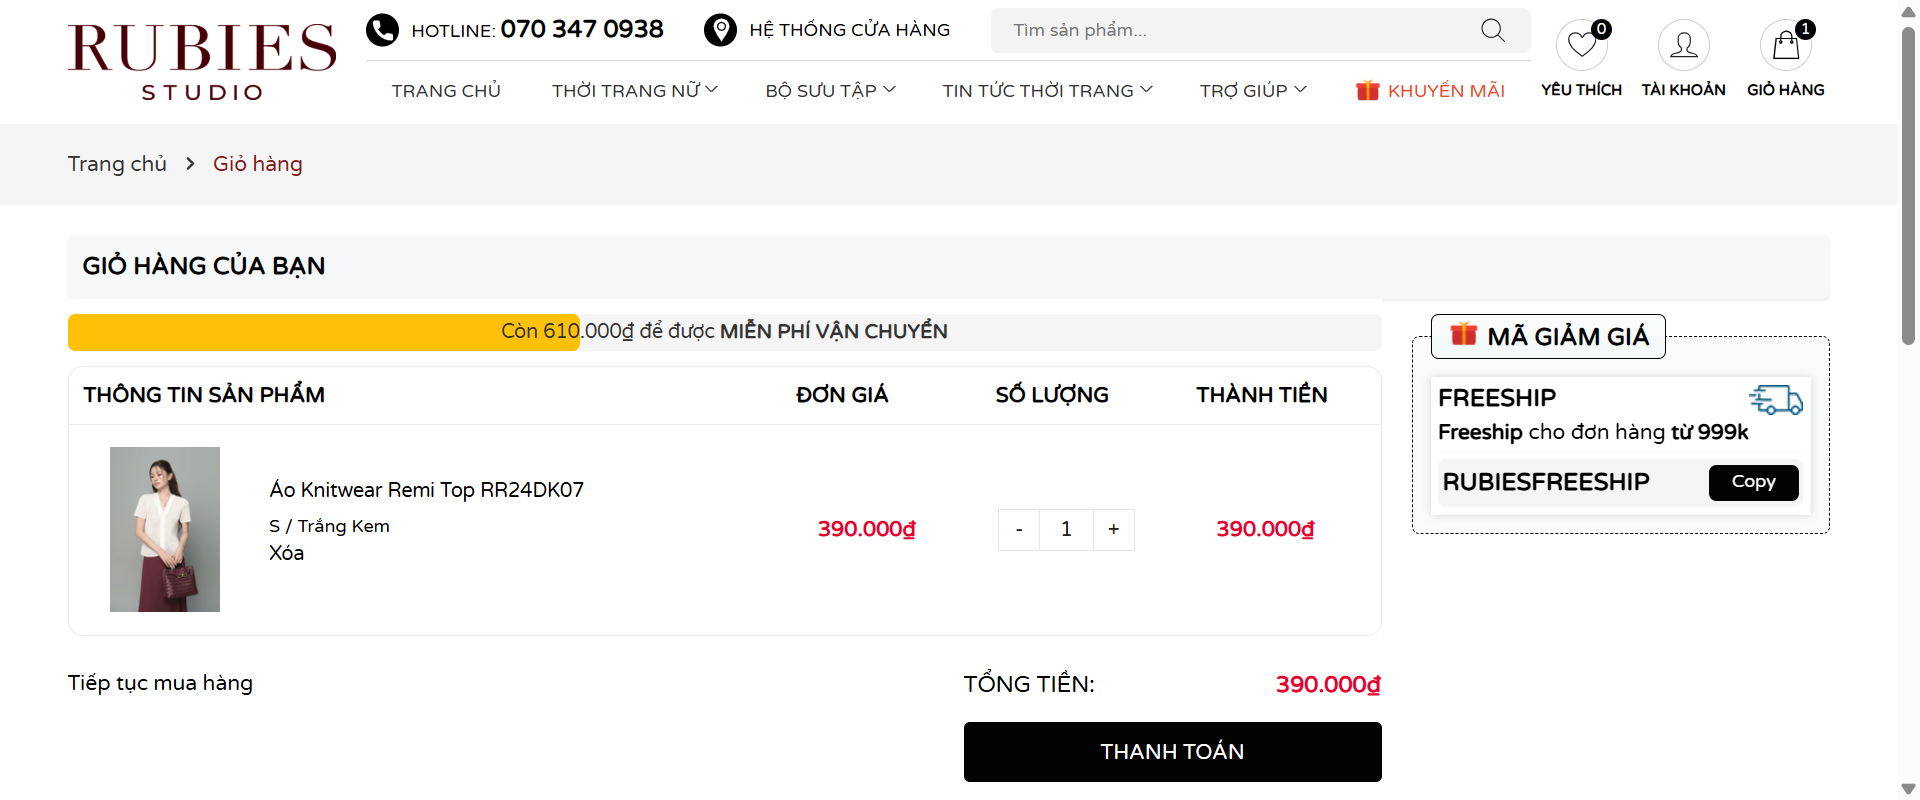 RUBIES
STUDIO
HOTLINE: 070 347 0938
HỆ THỐNG CỬA HÀNG
Tìm sản phẩm...
0
1
YÊU THÍCH
TÀI KHOẢN
GIỎ HÀNG
TRANG CHỦ
THỜI TRANG NỮ
BỘ SƯU TẬP
TIN TỨC THỜI TRANG
TRỢ GIÚP
KHUYẾN MÃI
Trang chủ > Giỏ hàng
GIỎ HÀNG CỦA BẠN
Còn 610.000₫ để được MIỄN PHÍ VẬN CHUYỂN
THÔNG TIN SẢN PHẨM
ĐƠN GIÁ
SỐ LƯỢNG
THÀNH TIỀN
Áo Knitwear Remi Top RR24DK07
S / Trắng Kem
Xóa
390.000₫
- 1 +
390.000₫
Tiếp tục mua hàng
TỔNG TIỀN: 390.000₫
THANH TOÁN
MÃ GIẢM GIÁ
FREESHIP
Freeship cho đơn hàng từ 999k
RUBIESFREESHIP
Copy